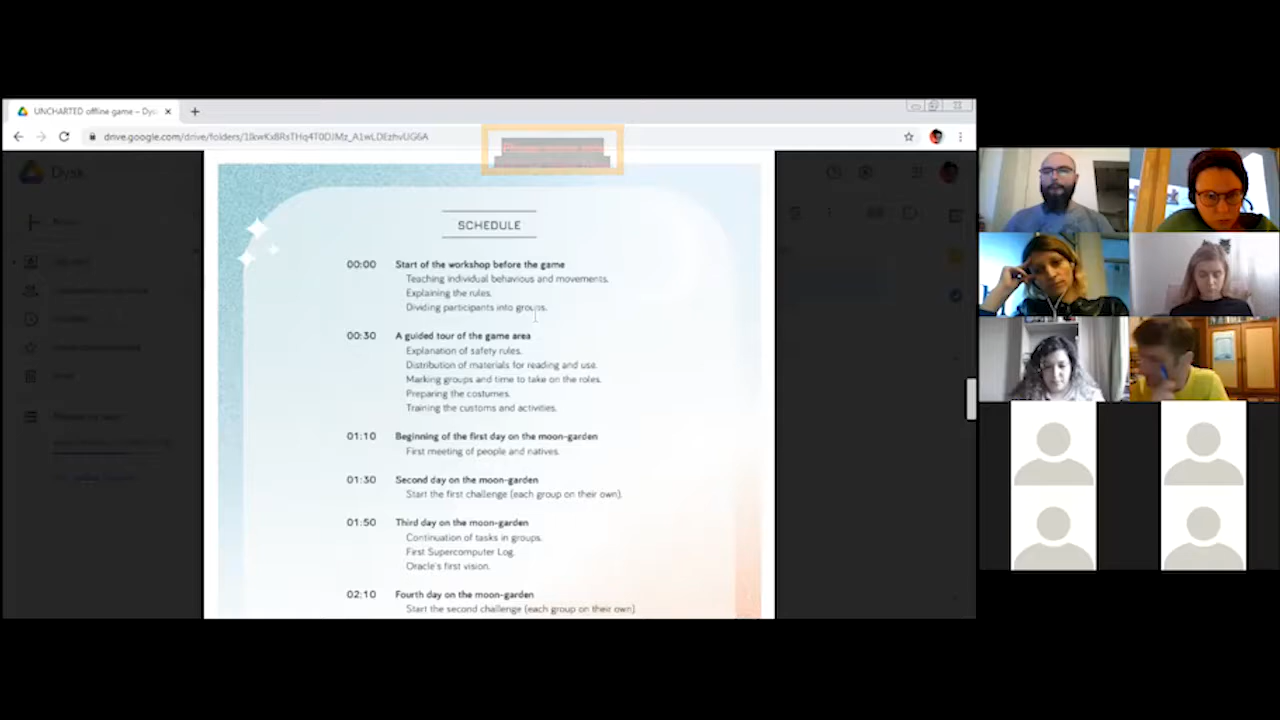 UNCHARTED offline game – Dys
drive.google.com/drive/folders/
Dysk
SCHEDULE
00:00 Start of the workshop before the game
Teaching individual behavious and movements.
Explaining the rules.
Dividing participants into groups.
00:30 A guided tour of the game area
Explanation of safety rules.
Distribution of materials for reading and use.
Marking groups and time to take on the roles.
Preparing the costumes.
Training the customs and activities.
01:10 Beginning of the first day on the moon-garden
First meeting of people and natives.
01:30 Second day on the moon-garden
Start the first challenge (each group on their own).
01:50 Third day on the moon-garden
Continuation of tasks in groups.
First Supercomputer Log.
Oracle's first vision.
02:10 Fourth day on the moon-garden
Start the second challenge (each group on their own)